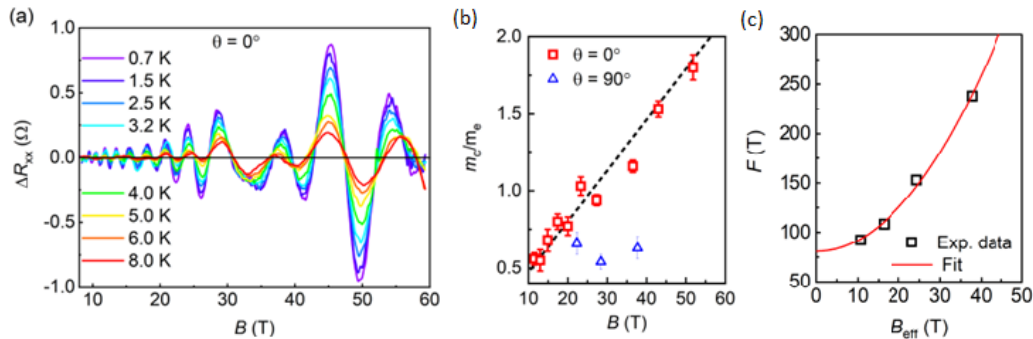 (a)
θ = 0°
0.7 K
1.5 K
2.5 K
3.2 K
4.0 K
5.0 K
6.0 K
8.0 K
1.0
0.5
0.0
-0.5
-1.0
ΔRxx (Ω)
10 20 30 40 50 60
B (T)
(b)
θ = 0°
θ = 90°
2.0
1.5
1.0
0.5
mc/me
10 20 30 40 50 60
B (T)
(c)
300
250
200
150
100
50
F (T)
Exp. data
Fit
0 10 20 30 40 50
Beff (T)